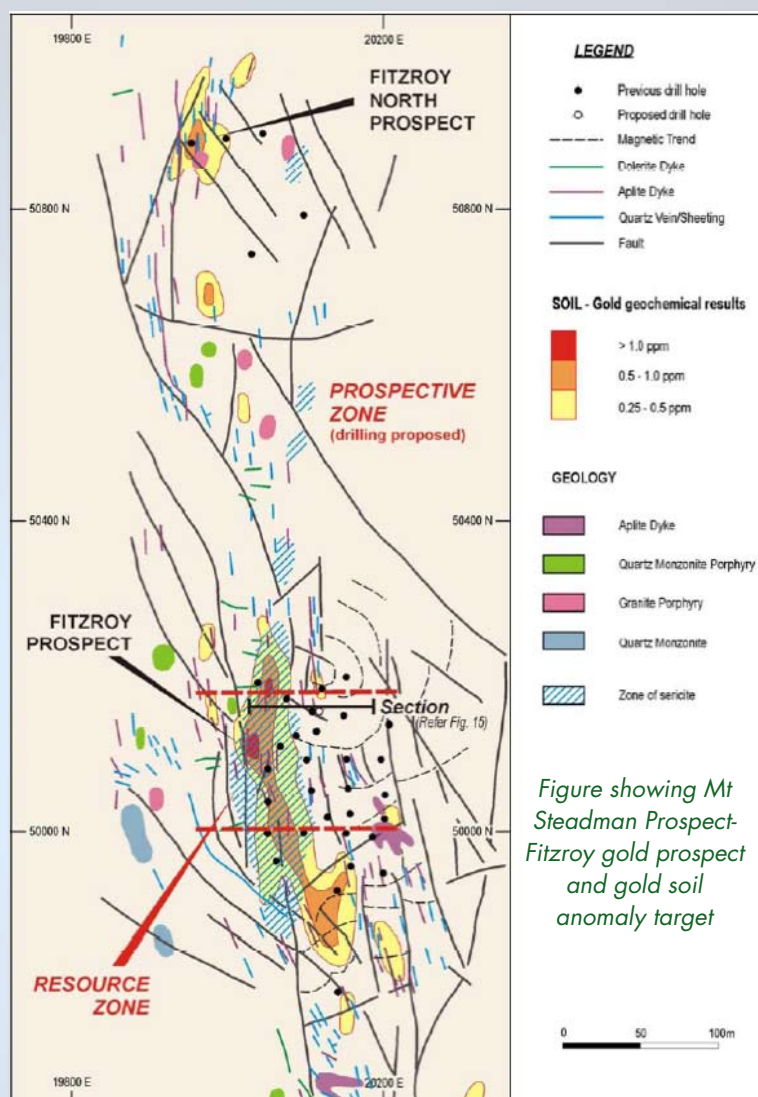 19800 E
20200 E
FITZROY
NORTH
PROSPECT
50800 N
50800 N
PROSPECTIVE
ZONE
(drilling proposed)
50400 N
50400 N
FITZROY
PROSPECT
Section
(Refer Fig. 15)
50000 N
50000 N
RESOURCE
ZONE
19800 E
20200 E
LEGEND
Previous drill hole
Proposed drill hole
Magnetic Trend
Dolerite Dyke
Aplite Dyke
Quartz Vein/Sheeting
Fault
SOIL - Gold geochemical results
> 1.0 ppm
0.5 - 1.0 ppm
0.25 - 0.5 ppm
GEOLOGY
Aplite Dyke
Quartz Monzonite Porphyry
Granite Porphyry
Quartz Monzonite
Zone of sericite
Figure showing Mt
Steadman Prospect-
Fitzroy gold prospect
and gold soil
anomaly target
0
50
100m